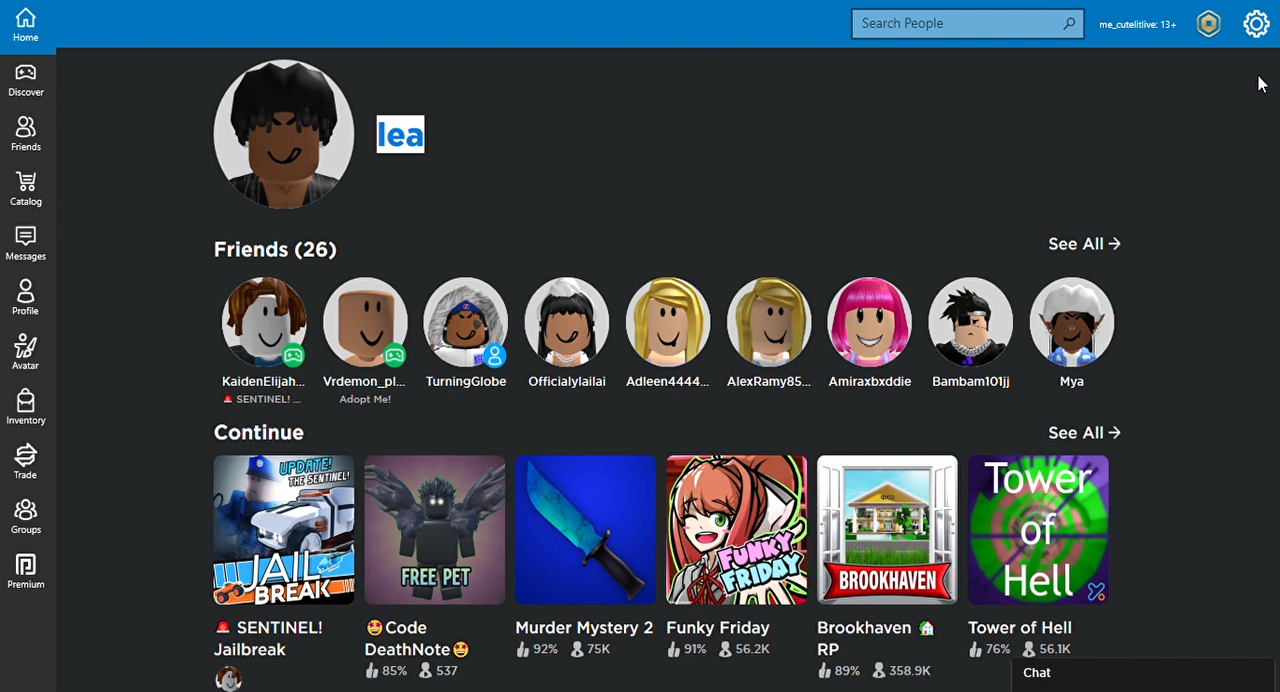 Home
Search People
me_cutelitlive: 13+
Discover
Friends
Catalog
Messages
Profile
Avatar
Inventory
Trade
Groups
Premium
lea
Friends (26)
See All →
KaidenElijah...
SENTINEL! ...
Vrdemon_pl...
Adopt Me!
TurningGlobe
Officialylailai
Adleen4444...
AlexRamy85...
Amiraxbxddie
Bambam101jj
Mya
Continue
See All →
UPDATE!
THE SENTINEL!
JAIL
BREAK
FREE PET
FUNKY
FRIDAY
BROOKHAVEN
Tower
of
Hell
🚨 SENTINEL!
Jailbreak
🤩Code
DeathNote🤩
85% 537
Murder Mystery 2
92% 75K
Funky Friday
91% 56.2K
Brookhaven 🏡
RP
89% 358.9K
Tower of Hell
76% 56.1K
Chat